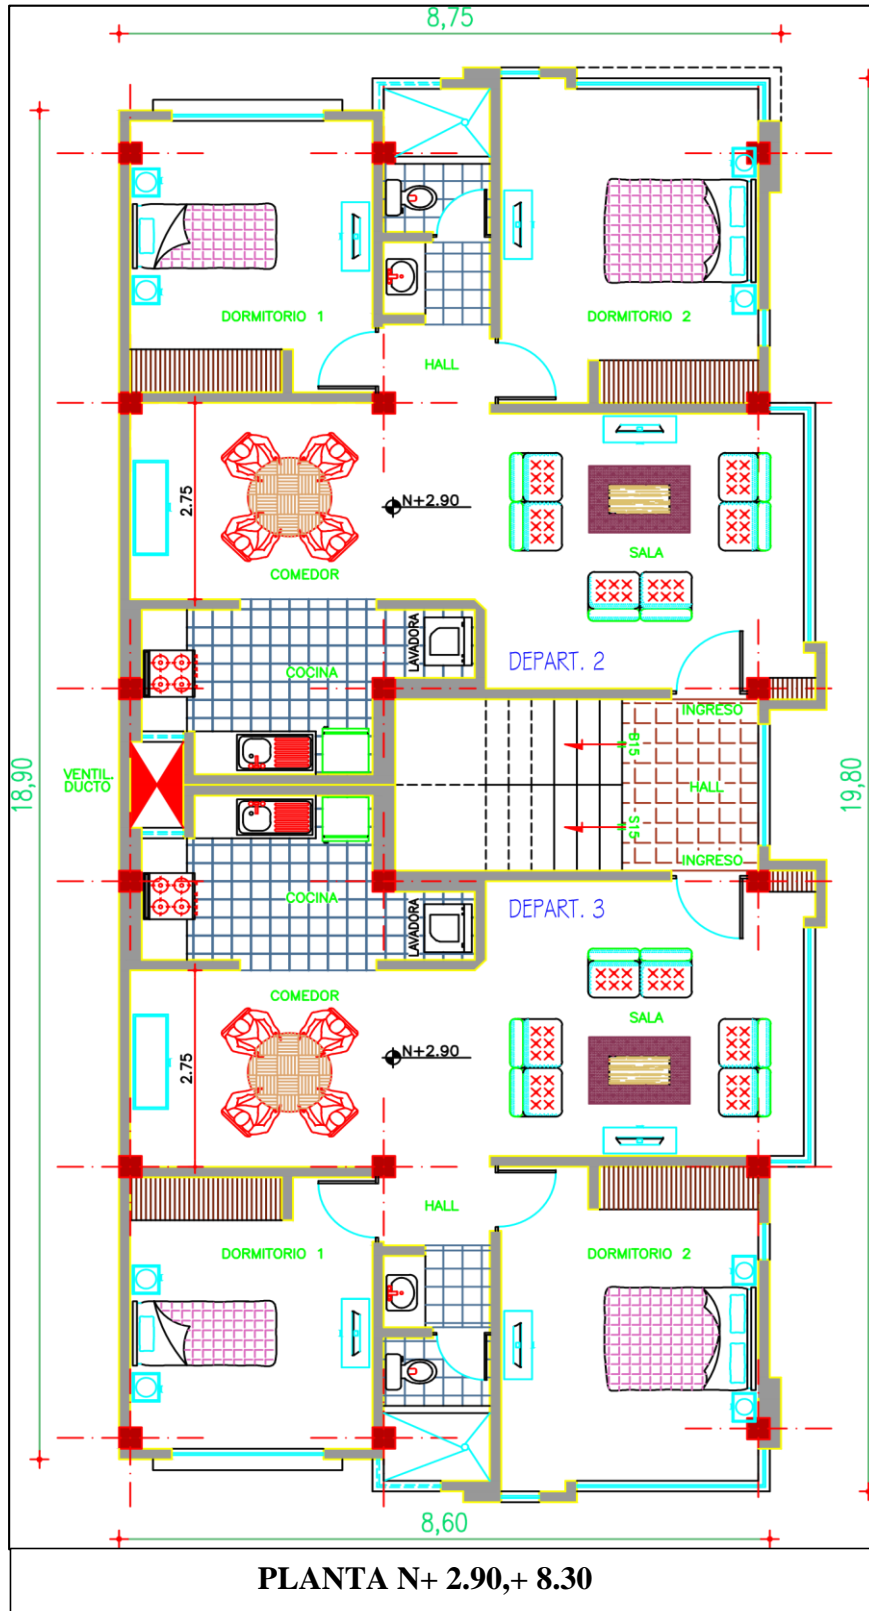 8,75
DORMITORIO 1
DORMITORIO 2
HALL
2.75
N+2.90
SALA
COMEDOR
LAVADORA
COCINA
DEPART. 2
INGRESO
B15
VENTIL.
DUCTO
HALL
18,90
19,80
S15
INGRESO
COCINA
LAVADORA
DEPART. 3
COMEDOR
SALA
N+2.90
2.75
HALL
DORMITORIO 1
DORMITORIO 2
8,60
PLANTA N+ 2.90,+ 8.30